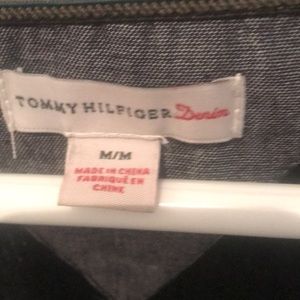 TOMMY HILFIGER Denim
M/M
MADE IN CHINA
FABRIQUÉ EN
CHINE